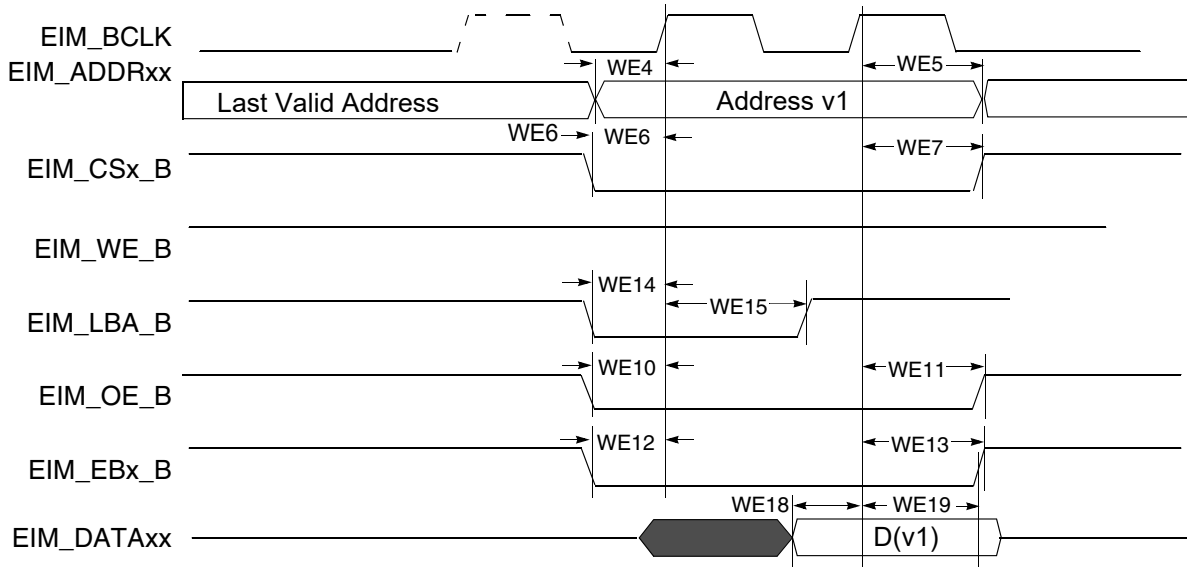 EIM_BCLK
WE4
WE5
EIM_ADDRxx
Last Valid Address
Address v1
WE6
WE6
WE7
EIM_CSx_B
EIM_WE_B
WE14
WE15
EIM_LBA_B
WE10
WE11
EIM_OE_B
WE12
WE13
EIM_EBx_B
WE18
WE19
EIM_DATAxx
D(v1)